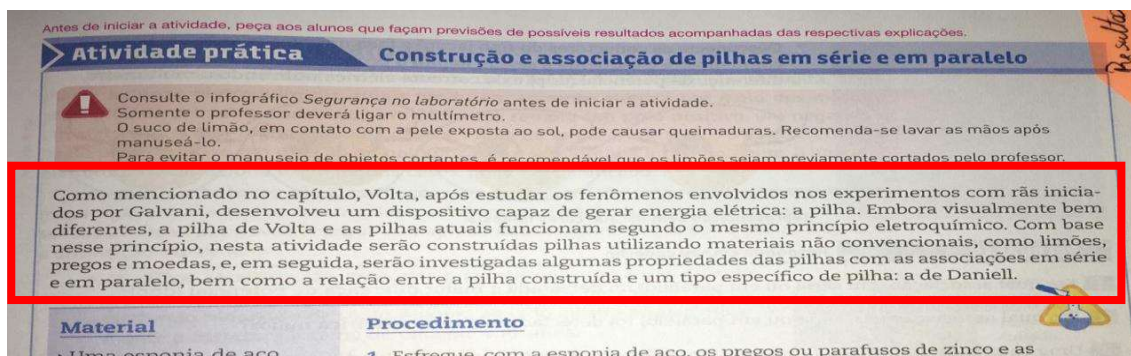 Antes de iniciar a atividade, peça aos alunos que façam previsões de possíveis resultados acompanhadas das respectivas explicações.
Resulta
Atividade prática
Construção e associação de pilhas em série e em paralelo
Consulte o infográfico Segurança no laboratório antes de iniciar a atividade.
Somente o professor deverá ligar o multímetro.
O suco de limão, em contato com a pele exposta ao sol, pode causar queimaduras. Recomenda-se lavar as mãos após
manuseá-lo.
Para evitar o manuseio de objetos cortantes, é recomendável que os limões sejam previamente cortados pelo professor.
Como mencionado no capítulo, Volta, após estudar os fenômenos envolvidos nos experimentos com rãs inicia-
dos por Galvani, desenvolveu um dispositivo capaz de gerar energia elétrica: a pilha. Embora visualmente bem
diferentes, a pilha de Volta e as pilhas atuais funcionam segundo o mesmo princípio eletroquímico. Com base
nesse princípio, nesta atividade serão construídas pilhas utilizando materiais não convencionais, como limões,
pregos e moedas, e, em seguida, serão investigadas algumas propriedades das pilhas com as associações em série
e em paralelo, bem como a relação entre a pilha construída e um tipo específico de pilha: a de Daniell.
Material
Uma esponja de aço
Procedimento
1. Esfregue, com a esponja de aço, os pregos ou parafusos de zinco e as